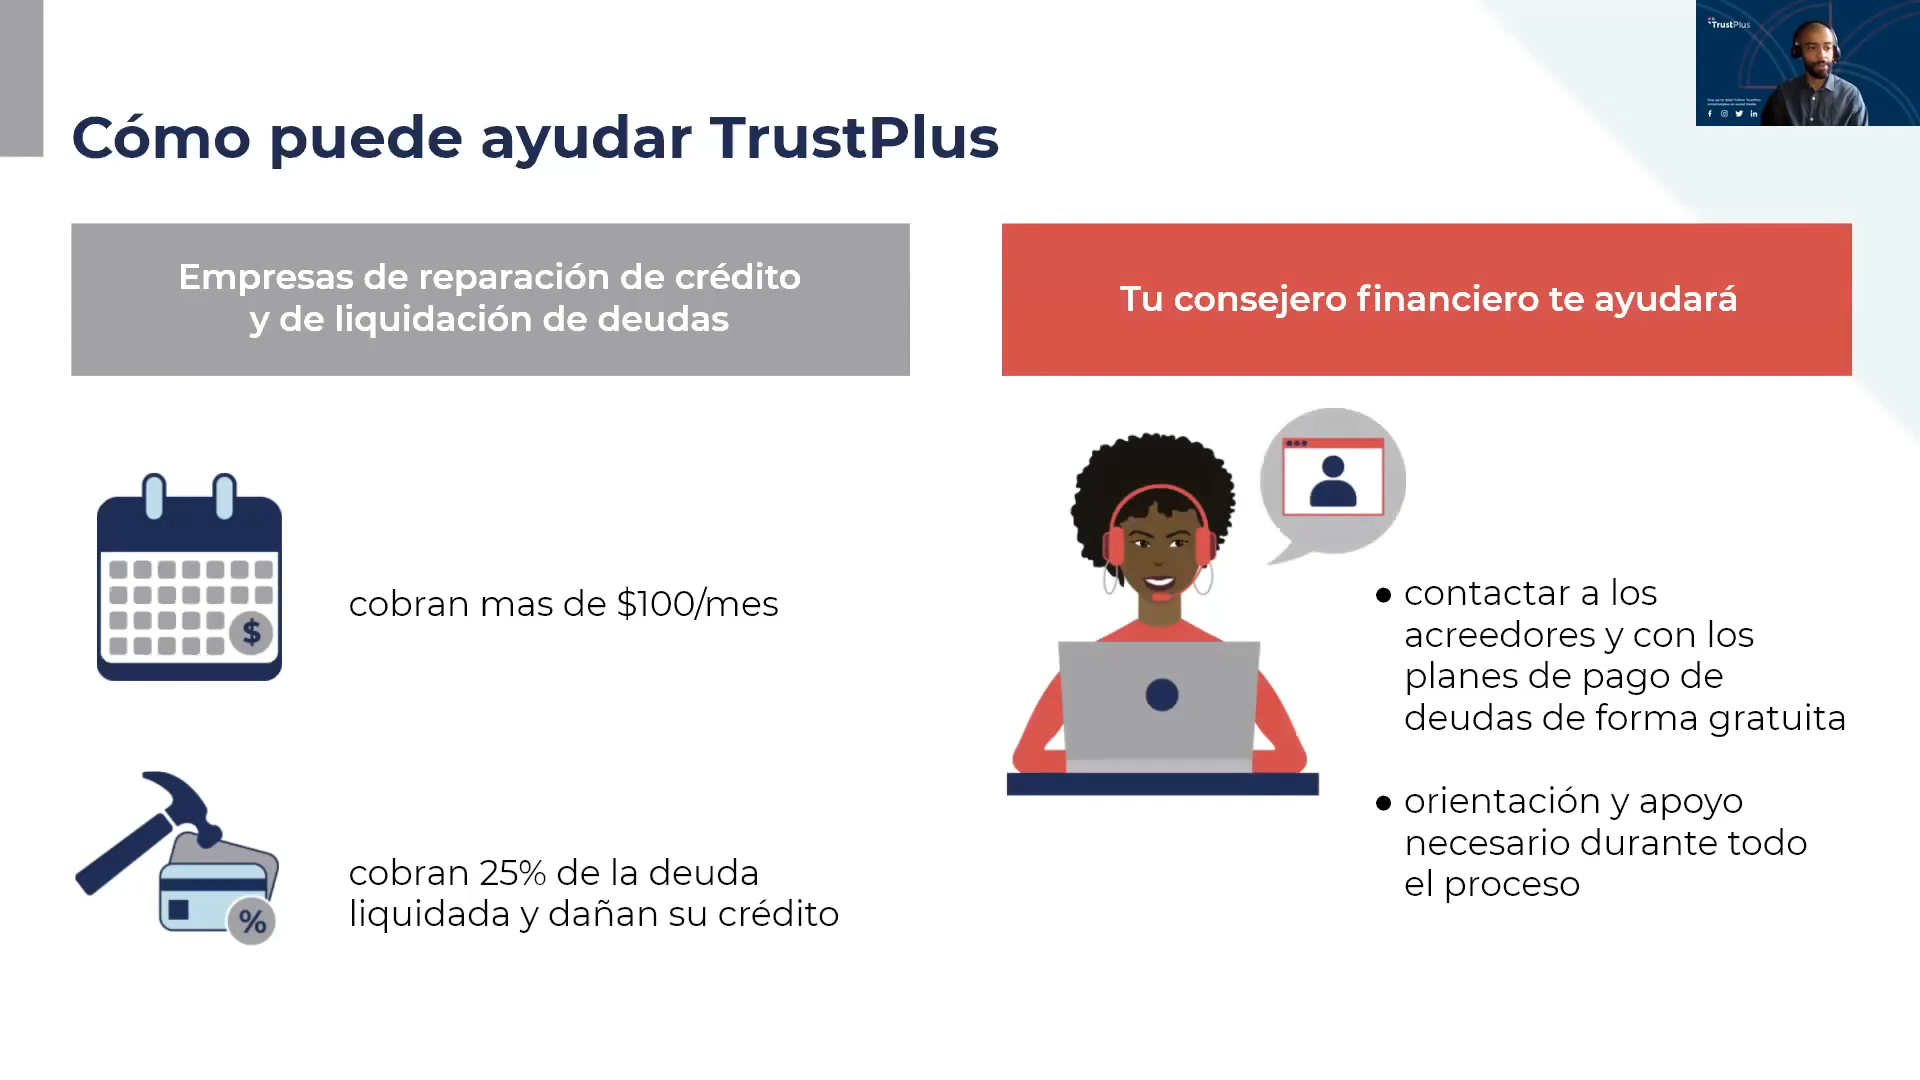 TrustPlus
Cómo puede ayudar TrustPlus
Empresas de reparación de crédito
y de liquidación de deudas
Tu consejero financiero te ayudará
$
cobran mas de $100/mes
%
cobran 25% de la deuda
liquidada y dañan su crédito
● contactar a los
acreedores y con los
planes de pago de
deudas de forma gratuita
● orientación y apoyo
necesario durante todo
el proceso